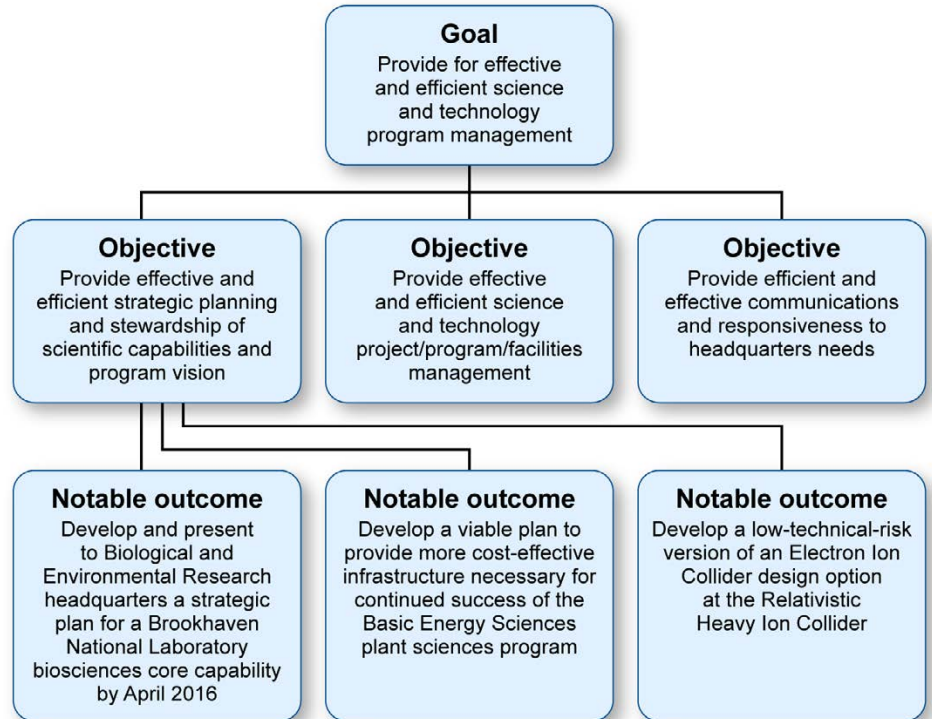 Goal
Provide for effective
and efficient science
and technology
program management
Objective
Provide effective and
efficient strategic planning
and stewardship of
scientific capabilities and
program vision
Objective
Provide effective
and efficient science
and technology
project/program/facilities
management
Objective
Provide efficient and
effective communications
and responsiveness to
headquarters needs
Notable outcome
Develop and present
to Biological and
Environmental Research
headquarters a strategic
plan for a Brookhaven
National Laboratory
biosciences core capability
by April 2016
Notable outcome
Develop a viable plan to
provide more cost-effective
infrastructure necessary for
continued success of the
Basic Energy Sciences
plant sciences program
Notable outcome
Develop a low-technical-risk
version of an Electron Ion
Collider design option
at the Relativistic
Heavy Ion Collider